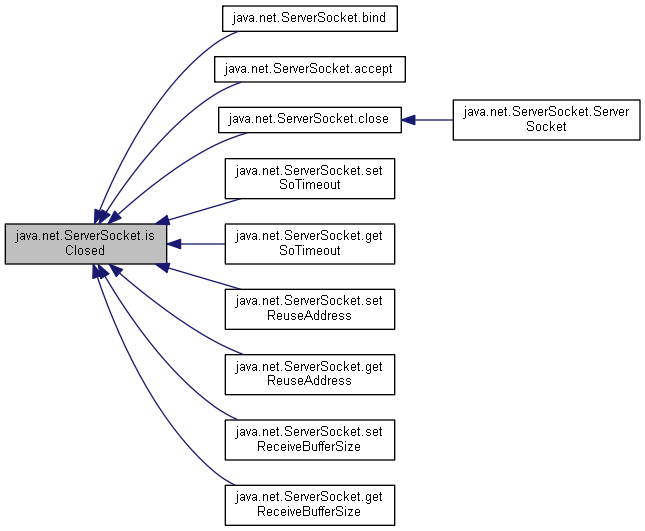 java.net.ServerSocket.bind
java.net.ServerSocket.accept
java.net.ServerSocket.close
java.net.ServerSocket.Server
Socket
java.net.ServerSocket.set
SoTimeout
java.net.ServerSocket.is
Closed
java.net.ServerSocket.get
SoTimeout
java.net.ServerSocket.set
ReuseAddress
java.net.ServerSocket.get
ReuseAddress
java.net.ServerSocket.set
ReceiveBufferSize
java.net.ServerSocket.get
ReceiveBufferSize